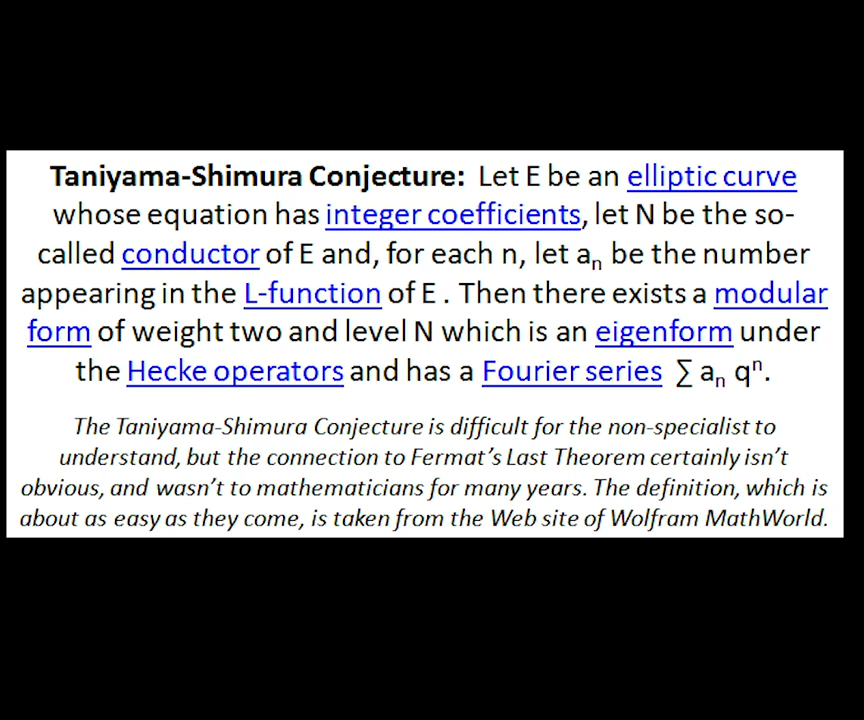 Taniyama-Shimura Conjecture: Let E be an elliptic curve
whose equation has integer coefficients, let N be the so-
called conductor of E and, for each n, let aₙ be the number
appearing in the L-function of E . Then there exists a modular
form of weight two and level N which is an eigenform under
the Hecke operators and has a Fourier series ∑ aₙ qⁿ.
The Taniyama-Shimura Conjecture is difficult for the non-specialist to
understand, but the connection to Fermat's Last Theorem certainly isn't
obvious, and wasn't to mathematicians for many years. The definition, which is
about as easy as they come, is taken from the Web site of Wolfram MathWorld.